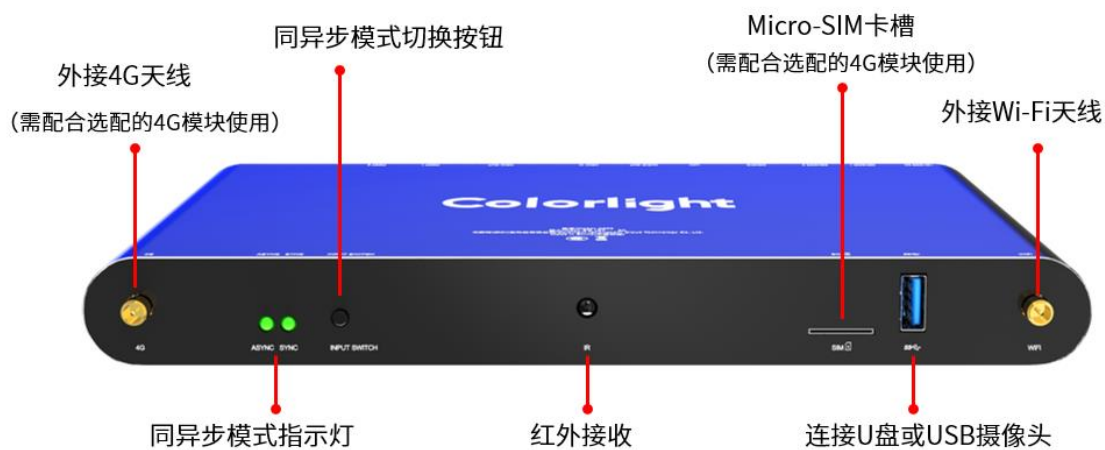 同异步模式切换按钮
Micro-SIM卡槽
(需配合选配的4G模块使用)
外接4G天线
(需配合选配的4G模块使用)
外接Wi-Fi天线
Colorlight
4G
ASYNC SYNC
INPUT SWITCH
IR
SIM
WIFI
同异步模式指示灯
红外接收
连接U盘或USB摄像头